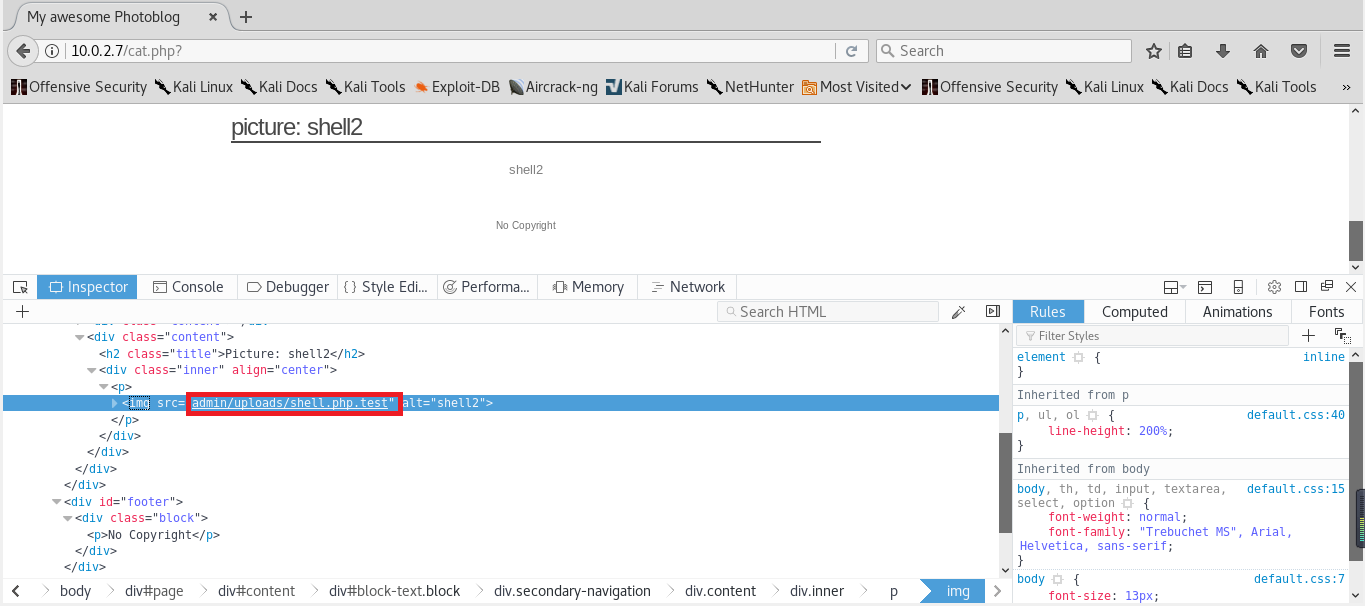 My awesome Photoblog
10.0.2.7/cat.php?
Search
Offensive Security Kali Linux Kali Docs Kali Tools Exploit-DB Aircrack-ng Kali Forums NetHunter Most Visited Offensive Security Kali Linux Kali Docs Kali Tools »
picture: shell2
shell2
No Copyright
Inspector Console Debugger { } Style Edi... Performa... Memory Network
+ Search HTML
Rules Computed Animations Fonts
Filter Styles
<div class="content">
<h2 class="title">Picture: shell2</h2>
<div class="inner" align="center">
<p>
<img src="admin/uploads/shell.php.test" alt="shell2">
</p>
</div>
</div>
</div>
</div>
<div id="footer">
<div class="block">
<p>No Copyright</p>
</div>
</div>
element { inline
}
Inherited from p
p, ul, ol { default.css:40
line-height: 200%;
}
Inherited from body
body, th, td, input, textarea, default.css:15
select, option {
font-weight: normal;
font-family: "Trebuchet MS", Arial,
Helvetica, sans-serif;
}
body { default.css:7
font-size: 13px;
body div#page div#content div#block-text.block div.secondary-navigation div.content div.inner p img